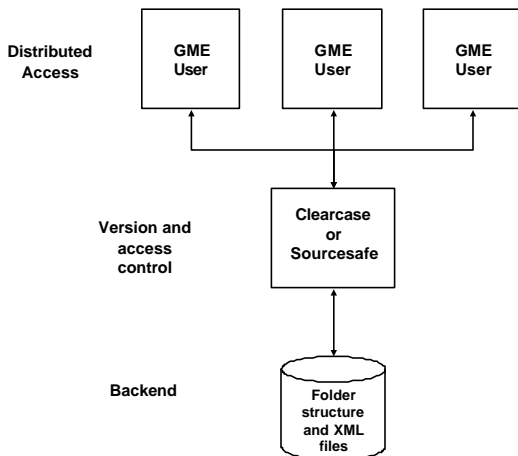 Distributed
Access
GME
User
GME
User
GME
User
Version and
access
control
Clearcase
or
Sourcesafe
Backend
Folder
structure
and XML
files